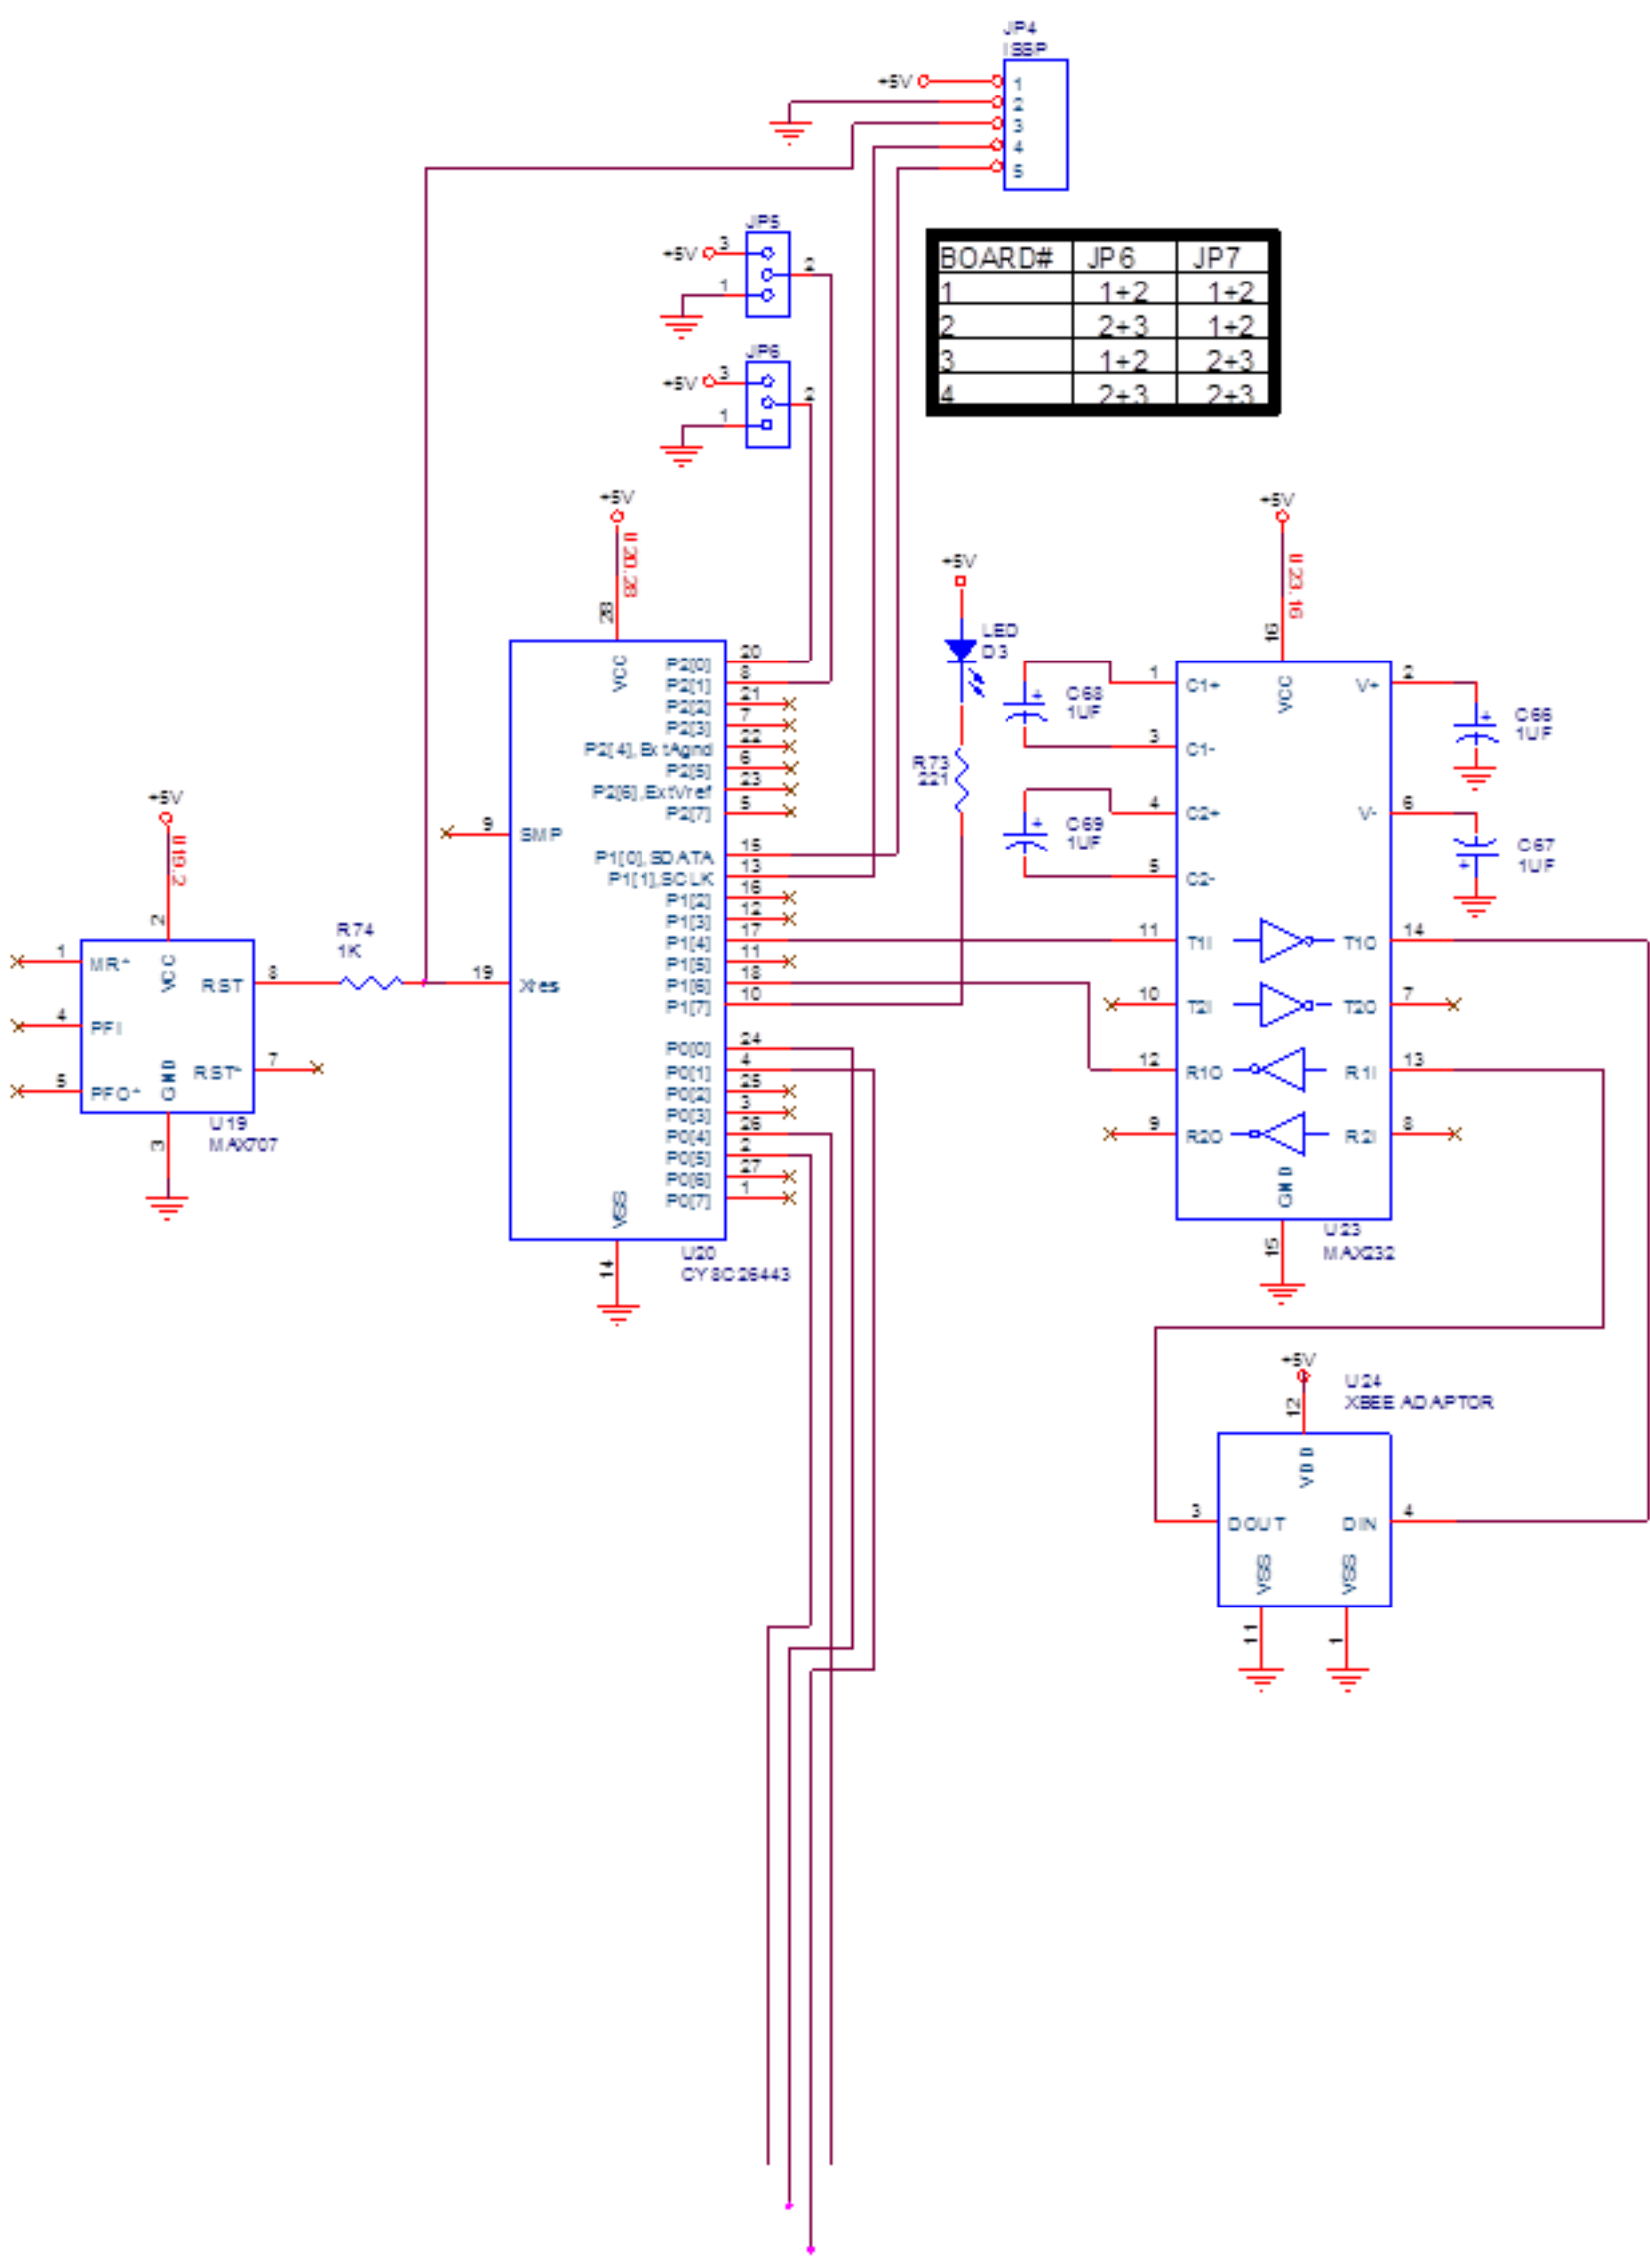 JP4
ISSP
+5V
1
2
3
4
5
JP5
+5V
3
2
1
JP6
+5V
3
2
1
BOARD# JP6 JP7
1 1+2 1+2
2 2+3 1+2
3 1+2 2+3
4 2+3 2+3
+5V
U20.28
28
VCC
P2[0] 20
P2[1] 8
P2[2] 21
P2[3] 7
P2[4],ExtAgnd 22
P2[5] 6
P2[6],ExtVref 23
P2[7] 5
9 SMP
P1[0],SDATA 15
P1[1],SCLK 13
P1[2] 16
P1[3] 12
P1[4] 17
P1[5] 11
19 Xres
P1[6] 18
P1[7] 10
P0[0] 24
P0[1] 4
P0[2] 25
P0[3] 3
P0[4] 26
P0[5] 2
P0[6] 27
P0[7] 1
VSS
14
U20
CY8C26443
+5V
U19.2
2
1 MR*
VCC
RST 8
4 PFI
5 PFO*
GND
RST* 7
3
U19
MAX707
R74
1K
+5V
LED
D3
R73
221
C68
1UF
C69
1UF
+5V
U23.16
16
1 C1+
VCC
V+ 2
3 C1-
4 C2+
V- 6
5 C2-
11 T1I
T1O 14
10 T2I
T2O 7
12 R1O
R1I 13
9 R2O
R2I 8
GND
15
U23
MAX232
C66
1UF
C67
1UF
+5V
12
U24
XBEE ADAPTOR
VDD
3 DOUT
DIN 4
VSS
VSS
11
1